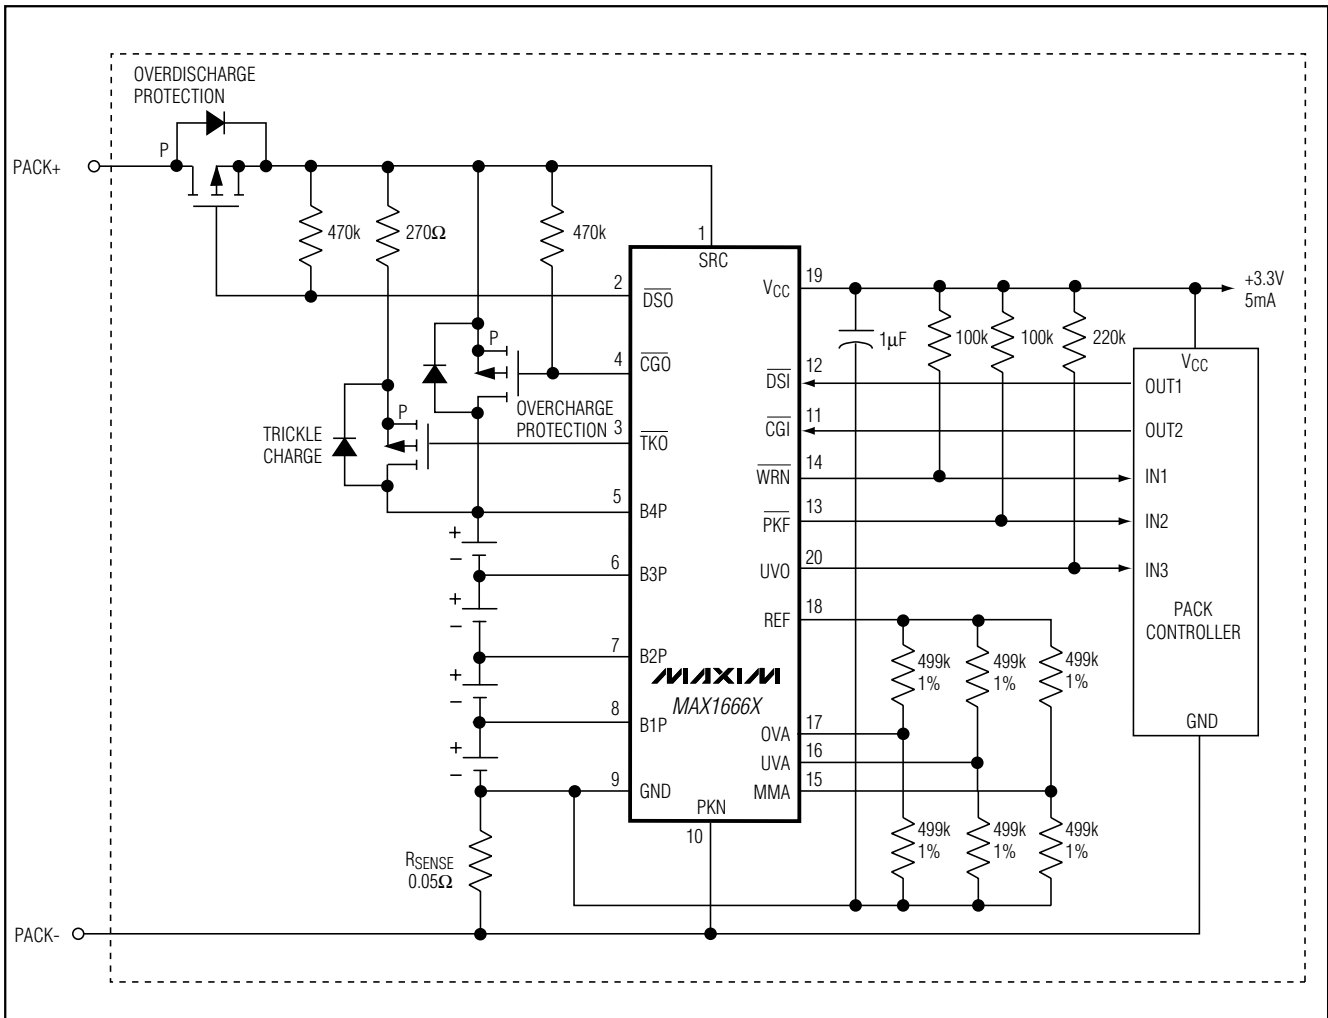 OVERDISCHARGE
PROTECTION
P
PACK+
470k
270Ω
470k
1
SRC
2
DSO
19
VCC
+3.3V
5mA
1µF
100k
100k
220k
VCC
P
4
CGO
12
DSI
OUT1
OVERCHARGE
PROTECTION
P
TRICKLE
CHARGE
3
TKO
11
CGI
OUT2
14
WRN
IN1
5
B4P
13
PKF
IN2
+
−
6
B3P
20
UVO
IN3
+
−
18
REF
PACK
CONTROLLER
7
B2P
499k
1%
499k
1%
499k
1%
MAXIM
MAX1666X
+
−
8
B1P
17
OVA
GND
+
−
16
UVA
9
GND
15
MMA
PKN
10
499k
1%
499k
1%
499k
1%
RSENSE
0.05Ω
PACK-